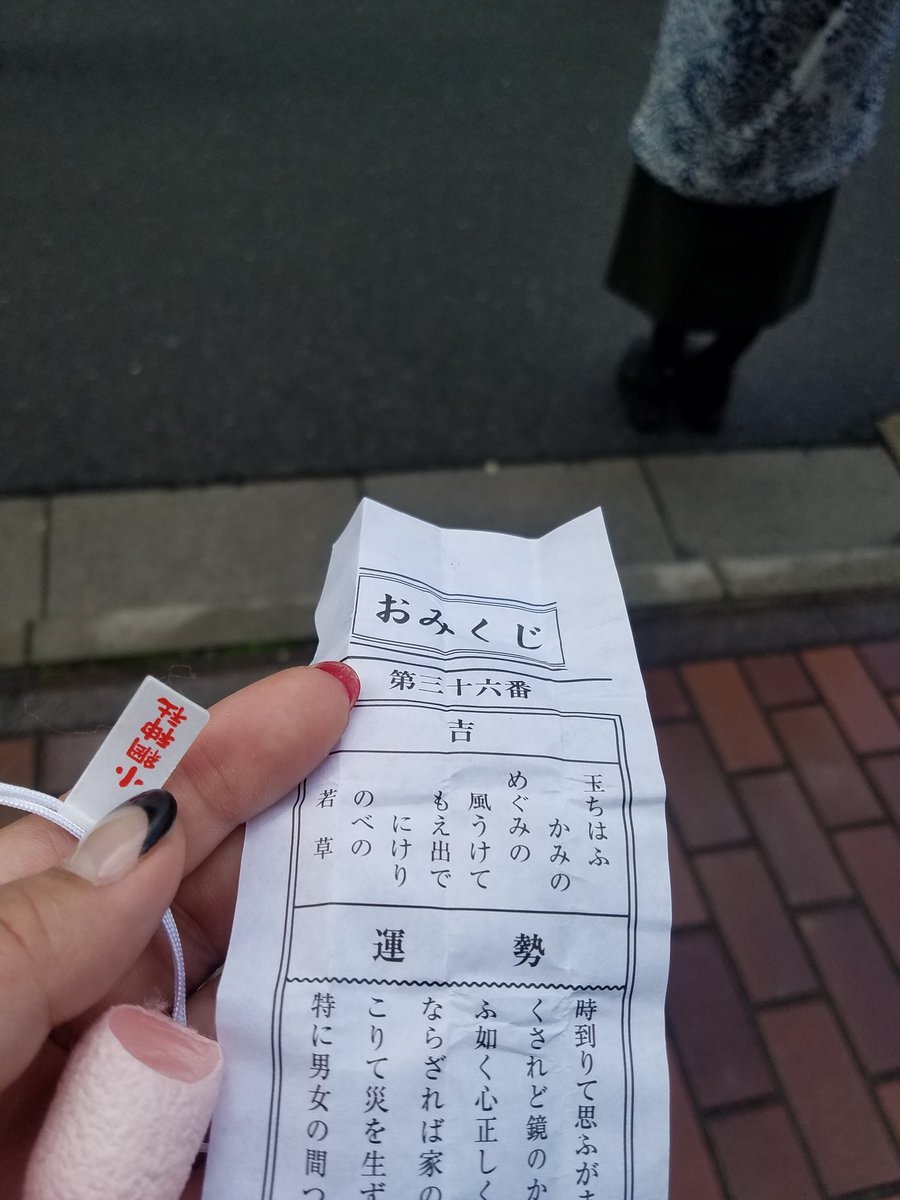 おみくじ
第三十六番
吉
玉ちはふ
かみの
めぐみの
風うけて
もえ出で
にけり
のべの
若草
運勢
時到りて思ふがま
くされど鏡のか
ふ如く心正しく
ならざれば家の
こりて災を生ず
特に男女の間つ
小網神社